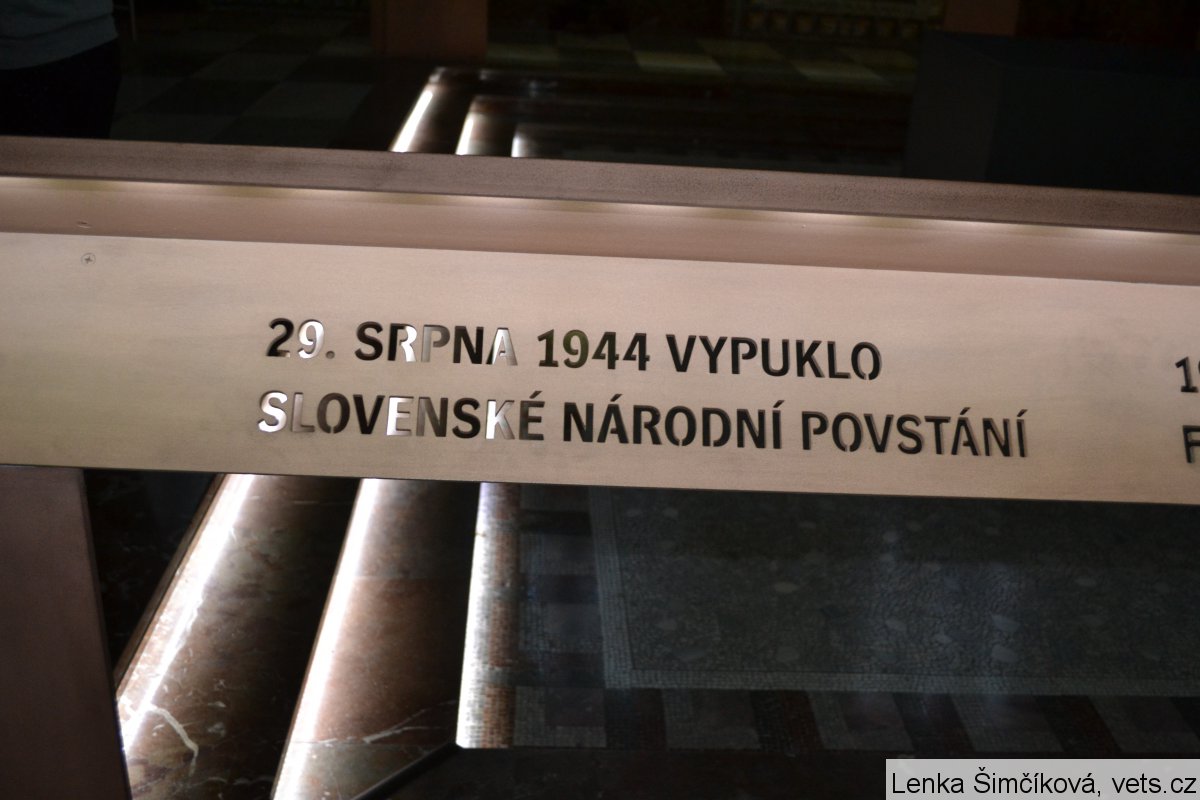 29. SRPNA 1944 VYPUKLO
SLOVENSKÉ NÁRODNÍ POVSTÁNÍ
Lenka Šimčíková, vets.cz